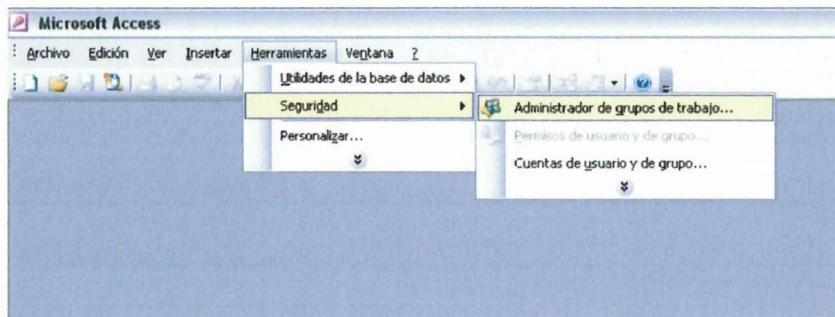 Microsoft Access
Archivo Edición Ver Insertar Herramientas Ventana ?
Utilidades de la base de datos
Seguridad
Personalizar...
Administrador de grupos de trabajo...
Permisos de usuario y de grupo...
Cuentas de usuario y de grupo...